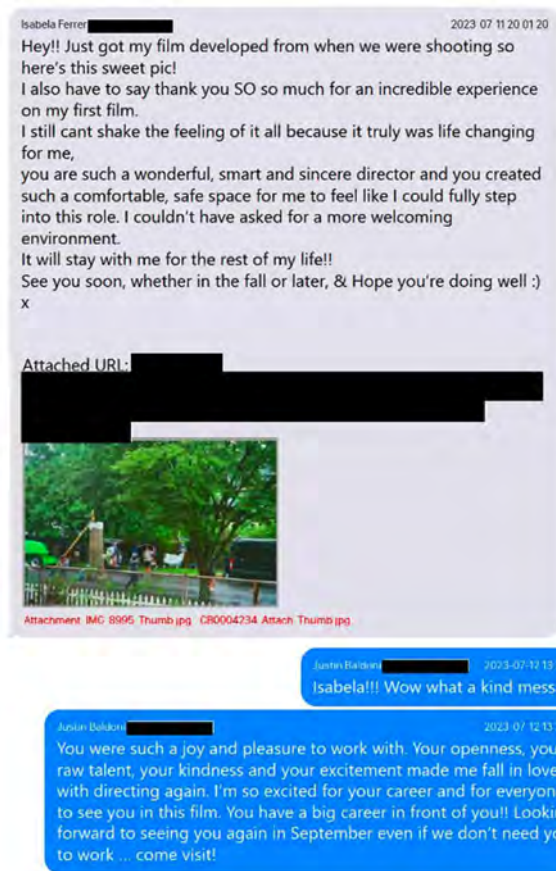 Isabela Ferrer
2023 07 11 20 01 20
Hey!! Just got my film developed from when we were shooting so
here's this sweet pic!
I also have to say thank you SO so much for an incredible experience
on my first film.
I still cant shake the feeling of it all because it truly was life changing
for me,
you are such a wonderful, smart and sincere director and you created
such a comfortable, safe space for me to feel like I could fully step
into this role. I couldn't have asked for a more welcoming
environment.
It will stay with me for the rest of my life!!
See you soon, whether in the fall or later, & Hope you're doing well :)
x
Attached URL:
Attachment IMG 8995 Thumb jpg CB0004234 Attach Thumb jpg
Justin Baldoni
2023-07-12 13
Isabela!!! Wow what a kind mess
Justin Baldoni
2023 07 12 13
You were such a joy and pleasure to work with. Your openness, you
raw talent, your kindness and your excitement made me fall in love
with directing again. I'm so excited for your career and for everyon
to see you in this film. You have a big career in front of you!! Looki
forward to seeing you again in September even if we don't need yo
to work ... come visit!